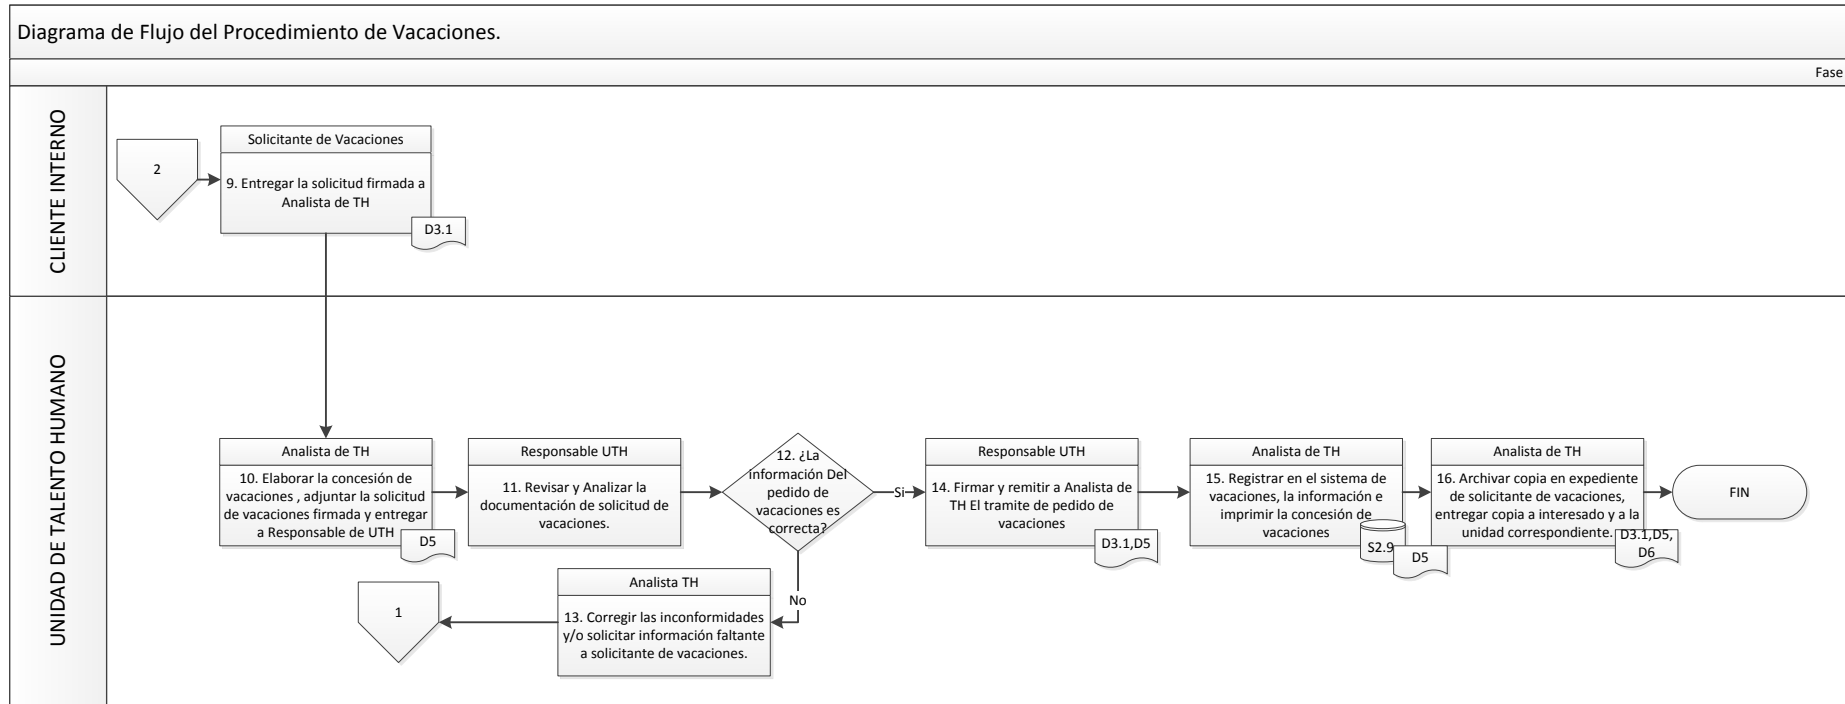 Diagrama de Flujo del Procedimiento de Vacaciones.
Fase
CLIENTE INTERNO
2
Solicitante de Vacaciones
9. Entregar la solicitud firmada a
Analista de TH
D3.1
UNIDAD DE TALENTO HUMANO
Analista de TH
10. Elaborar la concesión de
vacaciones , adjuntar la solicitud
de vacaciones firmada y entregar
a Responsable de UTH
D5
Responsable UTH
11. Revisar y Analizar la
documentación de solicitud de
vacaciones.
12. ¿La
información Del
pedido de
vacaciones es
correcta?
Si
No
Responsable UTH
14. Firmar y remitir a Analista de
TH El tramite de pedido de
vacaciones
D3.1,D5
Analista de TH
15. Registrar en el sistema de
vacaciones, la información e
imprimir la concesión de
vacaciones
S2.9
D5
Analista de TH
16. Archivar copia en expediente
de solicitante de vacaciones,
entregar copia a interesado y a la
unidad correspondiente.
D3.1,D5,
D6
FIN
Analista TH
13. Corregir las inconformidades
y/o solicitar información faltante
a solicitante de vacaciones.
1